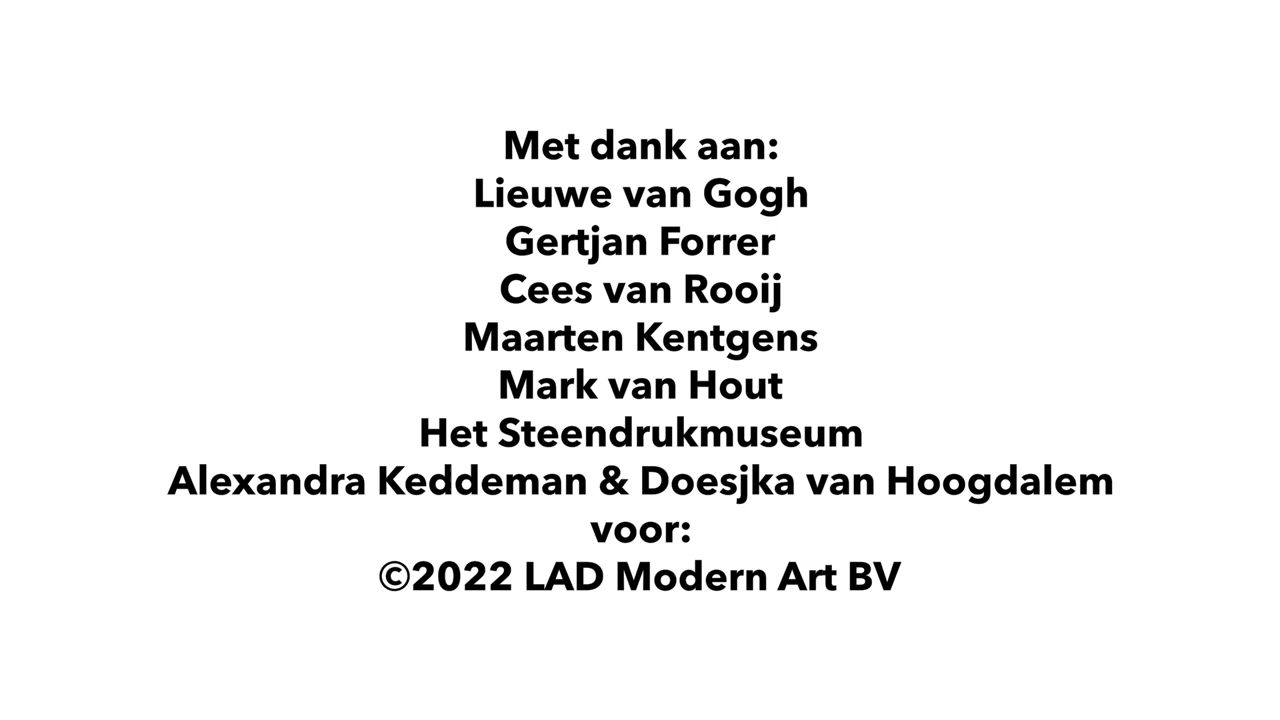 Met dank aan:
Lieuwe van Gogh
Gertjan Forrer
Cees van Rooij
Maarten Kentgens
Mark van Hout
Het Steendrukmuseum
Alexandra Keddeman & Doesjka van Hoogdalem
voor:
©2022 LAD Modern Art BV